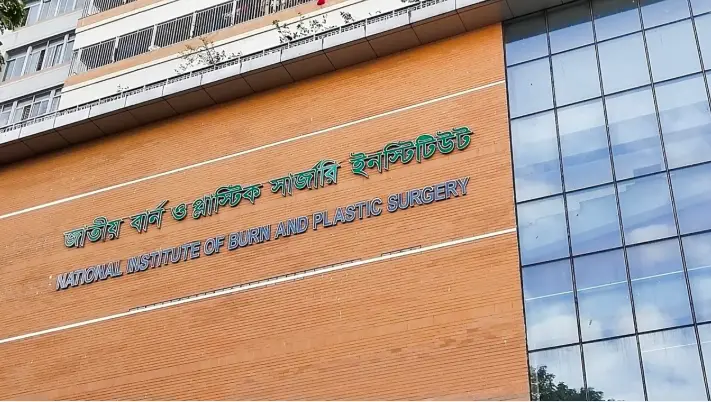 জাতীয় বার্ন ও প্লাস্টিক সার্জারি ইনস্টিটিউট
NATIONAL INSTITUTE OF BURN AND PLASTIC SURGERY